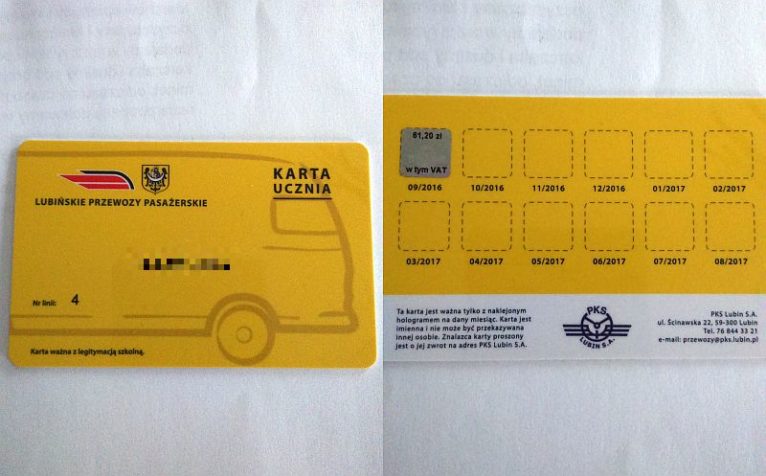 KARTA
UCZNIA
LUBIŃSKIE PRZEWOZY PASAŻERSKIE
Nr linii: 4
Karta ważna z legitymacją szkolną.
61,20 zł
w tym VAT
09/2016 10/2016 11/2016 12/2016 01/2017 02/2017
03/2017 04/2017 05/2017 06/2017 07/2017 08/2017
Ta karta jest ważna tylko z naklejonym
hologramem na dany miesiąc. Karta jest
imienna i nie może być przekazywana
innej osobie. Znalazca karty proszony
jest o jej zwrot na adres PKS Lubin S.A.
PKS
LUBIN S.A.
PKS Lubin S.A.
ul. Ścinawska 22, 59-300 Lubin
Tel. 76 844 33 21
e-mail: przewozy@pks.lubin.pl